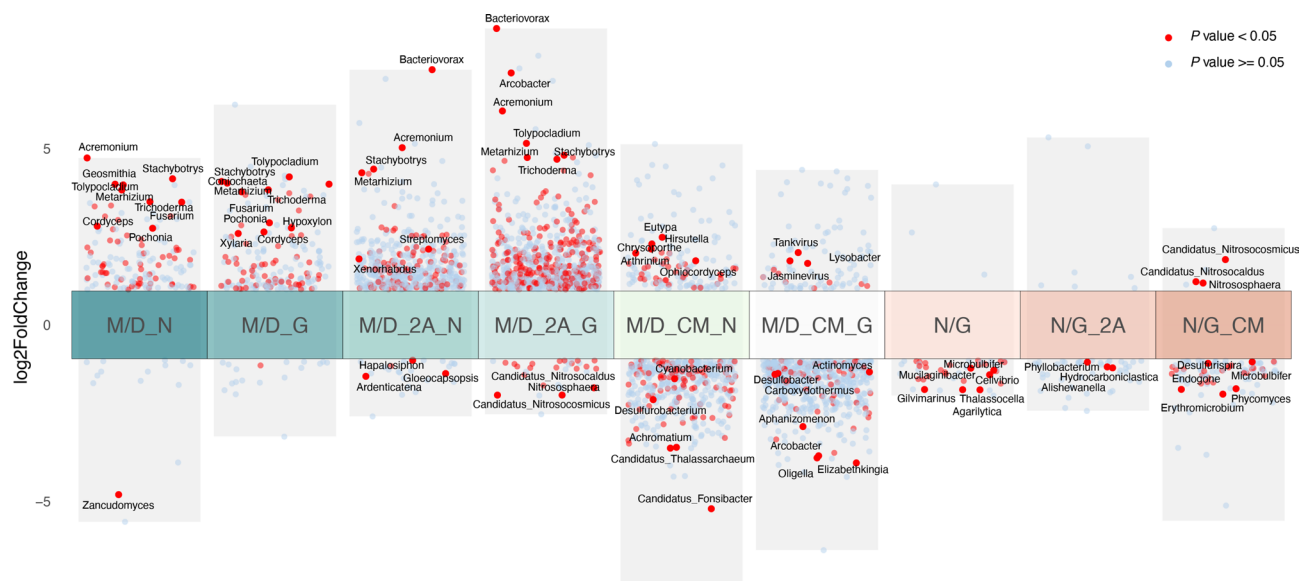 Bacteriovorax
P value < 0.05
P value >= 0.05
Bacteriovorax
Arcobacter
Acremonium
Acremonium
Tolypocladium
Metarhizium
Stachybotrys
Trichoderma
Acremonium
Stachybotrys
Metarhizium
Streptomyces
Xenorhabdus
Tolypocladium
Stachybotrys
Coniochaeta
Metarhizium
Trichoderma
Fusarium
Pochonia
Hypoxylon
Xylaria
Cordyceps
Acremonium
Geosmithia
Stachybotrys
Tolypocladium
Metarhizium
Trichoderma
Fusarium
Cordyceps
Pochonia
Eutypa
Hirsutella
Chrysoporthe
Arthrinium
Ophiocordyceps
Tankvirus
Lysobacter
Jasminevirus
Candidatus_Nitrosocosmicus
Candidatus_Nitrosocaldus
Nitrososphaera
5
0
−5
log2FoldChange
M/D_N
M/D_G
M/D_2A_N
M/D_2A_G
M/D_CM_N
M/D_CM_G
N/G
N/G_2A
N/G_CM
Zancudomyces
Hapalosiphon
Gloeocapsopsis
Ardenticatena
Candidatus_Nitrosocaldus
Nitrososphaera
Candidatus_Nitrosocosmicus
Cyanobacterium
Desulfurobacterium
Achromatium
Candidatus_Thalassarchaeum
Candidatus_Fonsibacter
Actinomyces
Desulfobacter
Carboxydothermus
Aphanizomenon
Arcobacter
Oligella
Elizabethkingia
Microbulbifer
Mucilaginibacter
Cellvibrio
Gilvimarinus
Thalassocella
Agarilytica
Phyllobacterium
Hydrocarboniclastica
Alishewanella
Desulfurispira
Endogone
Microbulbifer
Phycomyces
Erythromicrobium